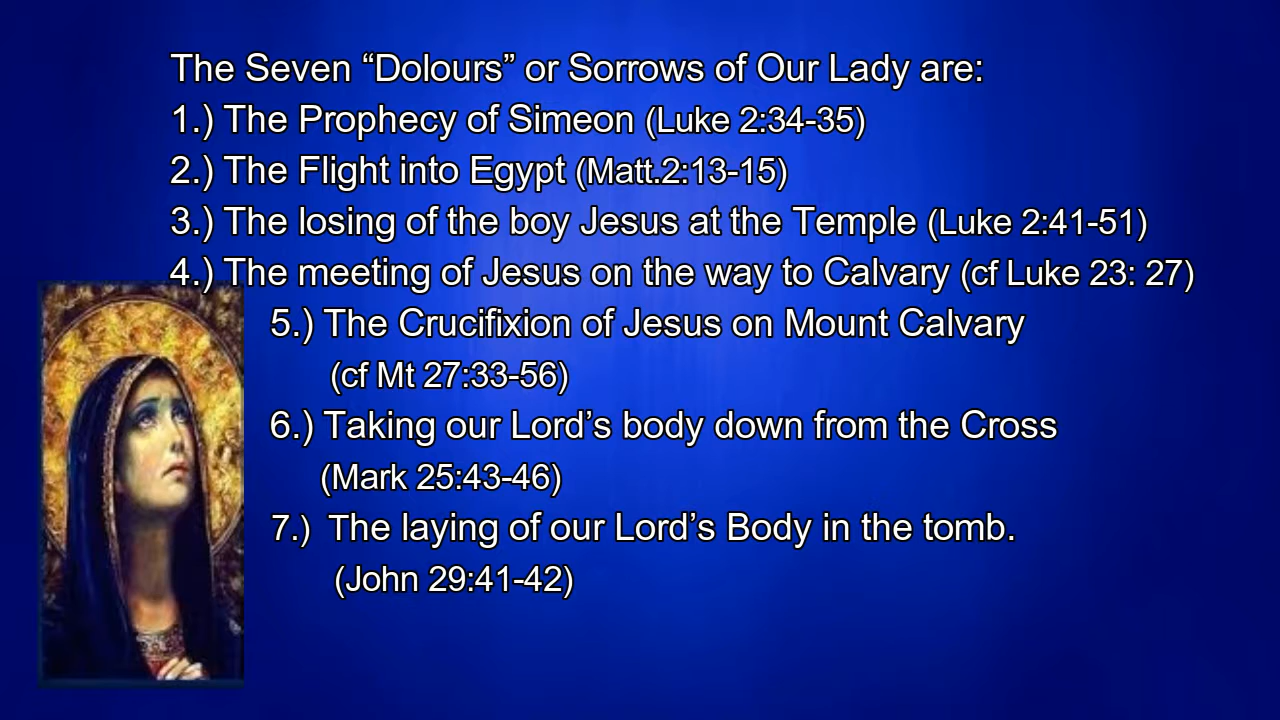 The Seven “Dolours” or Sorrows of Our Lady are:
1.) The Prophecy of Simeon (Luke 2:34-35)
2.) The Flight into Egypt (Matt.2:13-15)
3.) The losing of the boy Jesus at the Temple (Luke 2:41-51)
4.) The meeting of Jesus on the way to Calvary (cf Luke 23: 27)
5.) The Crucifixion of Jesus on Mount Calvary
(cf Mt 27:33-56)
6.) Taking our Lord’s body down from the Cross
(Mark 25:43-46)
7.) The laying of our Lord’s Body in the tomb.
(John 29:41-42)